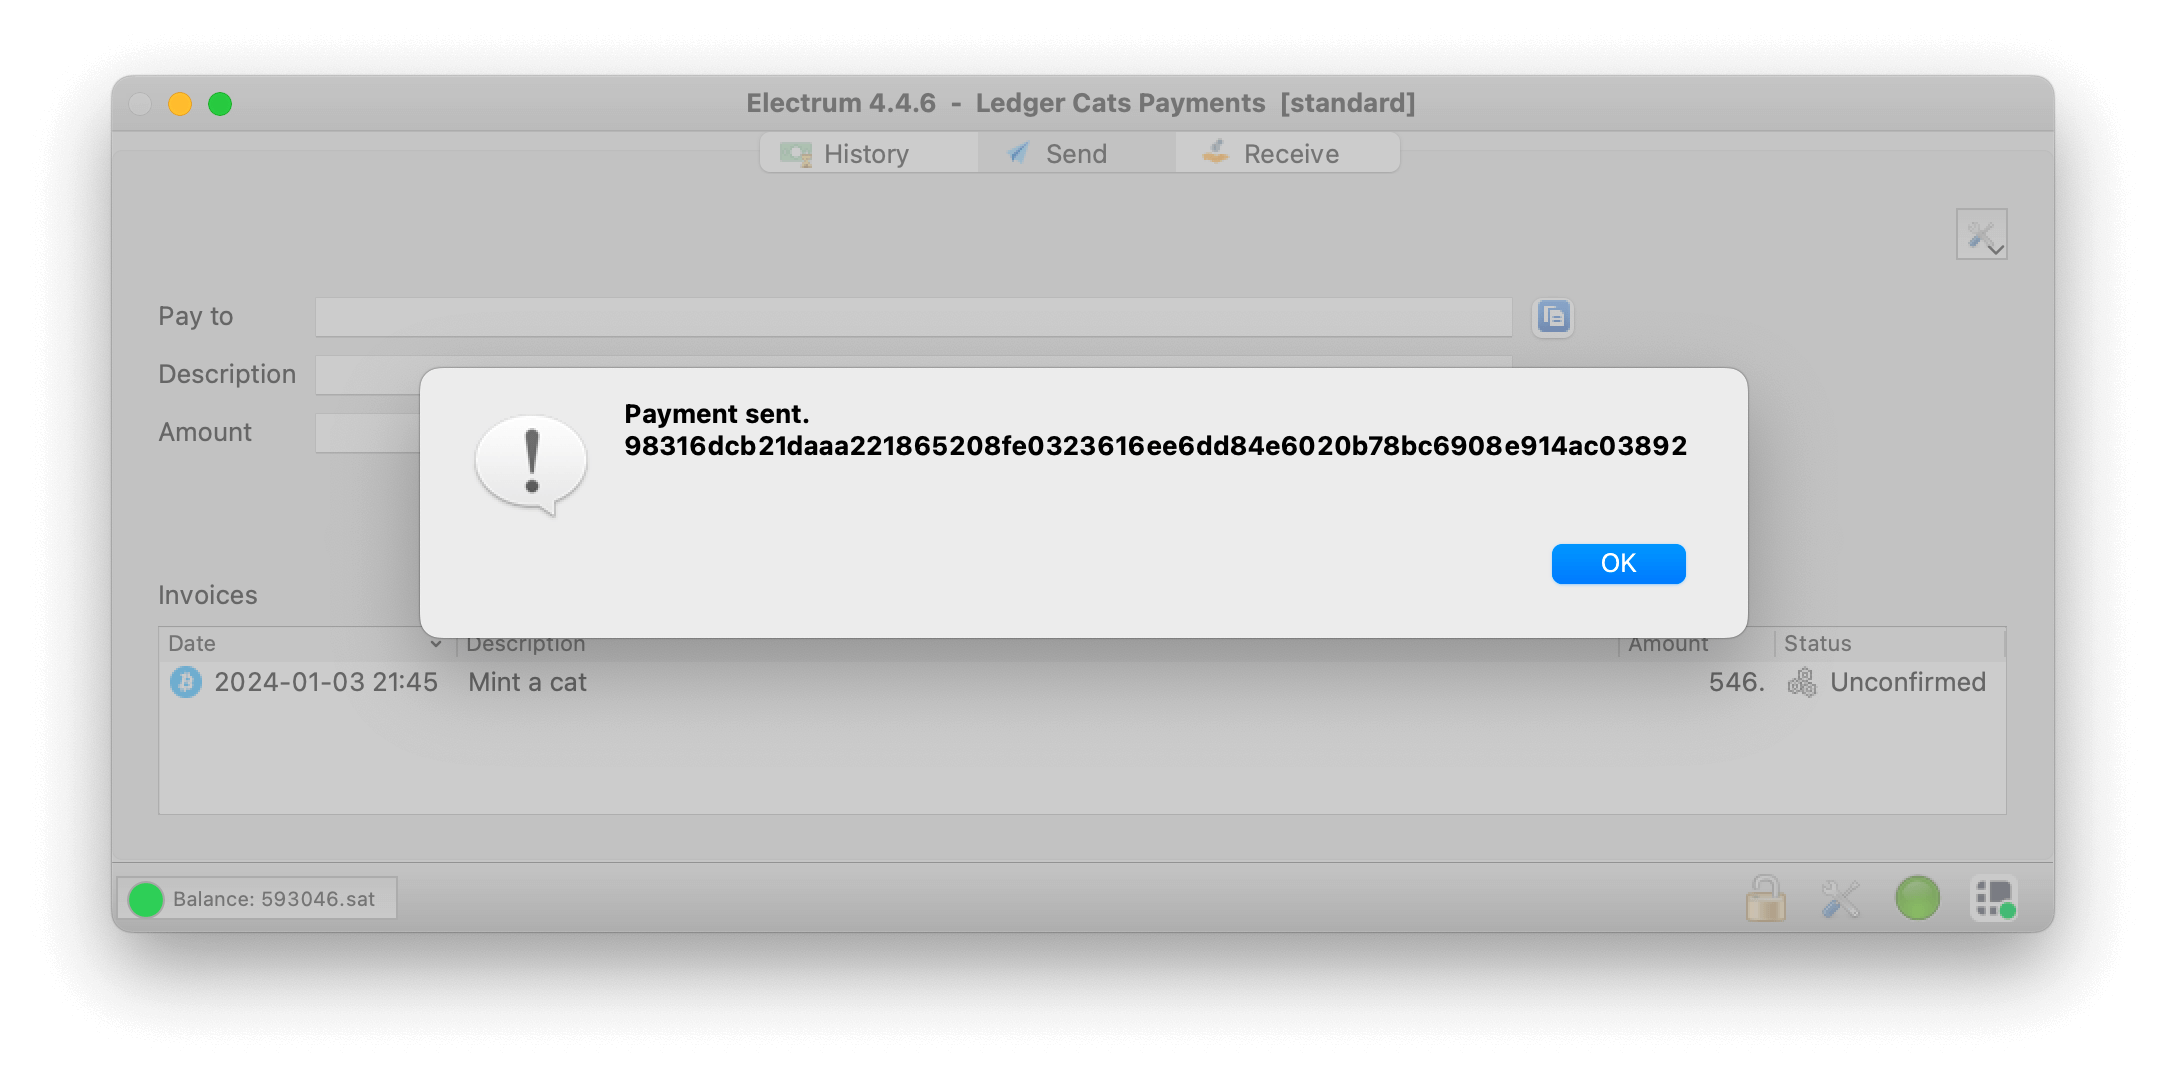 Electrum 4.4.6 - Ledger Cats Payments [standard]
History Send Receive
Pay to
Description
Amount
Payment sent.
98316dcb21daaa221865208fe0323616ee6dd84e6020b78bc6908e914ac03892
OK
Invoices
Date Description Amount Status
2024-01-03 21:45 Mint a cat 546. Unconfirmed
Balance: 593046.sat